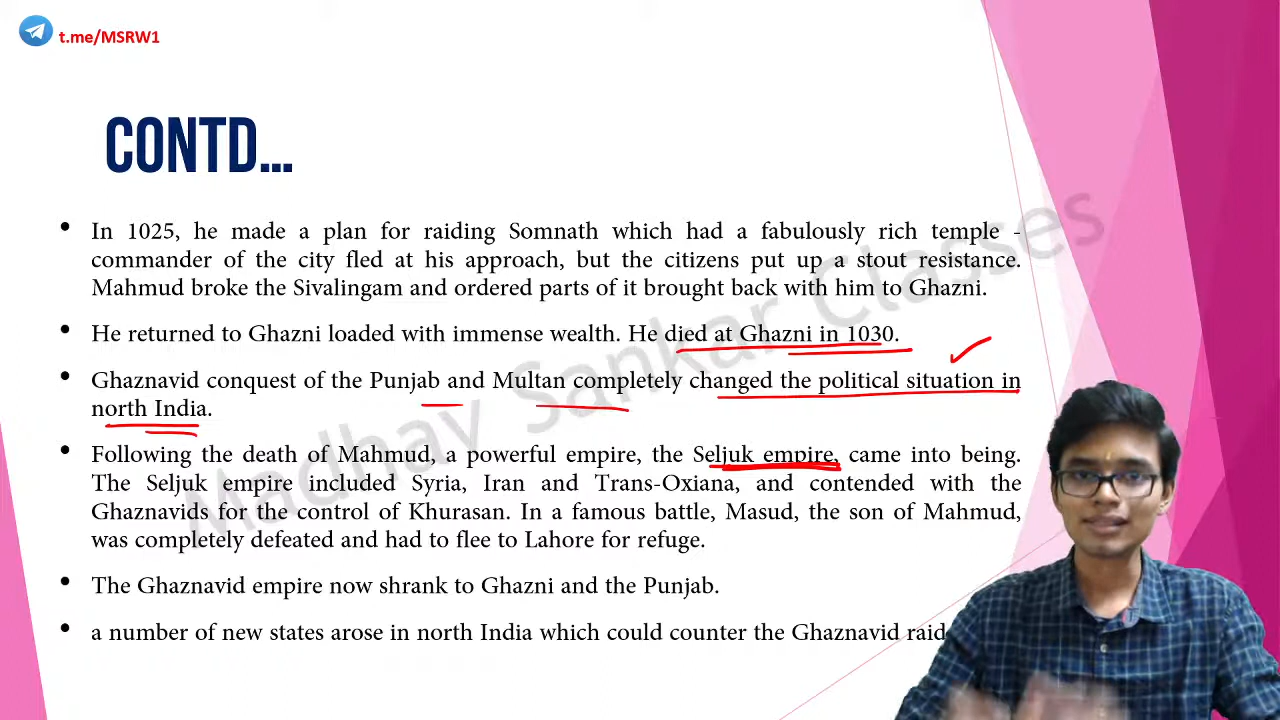 t.me/MSRW1
CONTD...
• In 1025, he made a plan for raiding Somnath which had a fabulously rich temple -
commander of the city fled at his approach, but the citizens put up a stout resistance.
Mahmud broke the Sivalingam and ordered parts of it brought back with him to Ghazni.
• He returned to Ghazni loaded with immense wealth. He died at Ghazni in 1030.
• Ghaznavid conquest of the Punjab and Multan completely changed the political situation in
north India.
• Following the death of Mahmud, a powerful empire, the Seljuk empire, came into being.
The Seljuk empire included Syria, Iran and Trans-Oxiana, and contended with the
Ghaznavids for the control of Khurasan. In a famous battle, Masud, the son of Mahmud,
was completely defeated and had to flee to Lahore for refuge.
• The Ghaznavid empire now shrank to Ghazni and the Punjab.
• a number of new states arose in north India which could counter the Ghaznavid raid
Madhav Sankar Classes